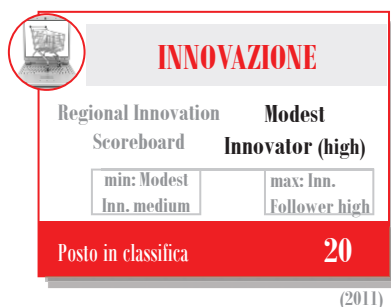 INNOVAZIONE
Regional Innovation Scoreboard
Modest Innovator (high)
min: Modest Inn. medium
max: Inn. Follower high
Posto in classifica 20
(2011)